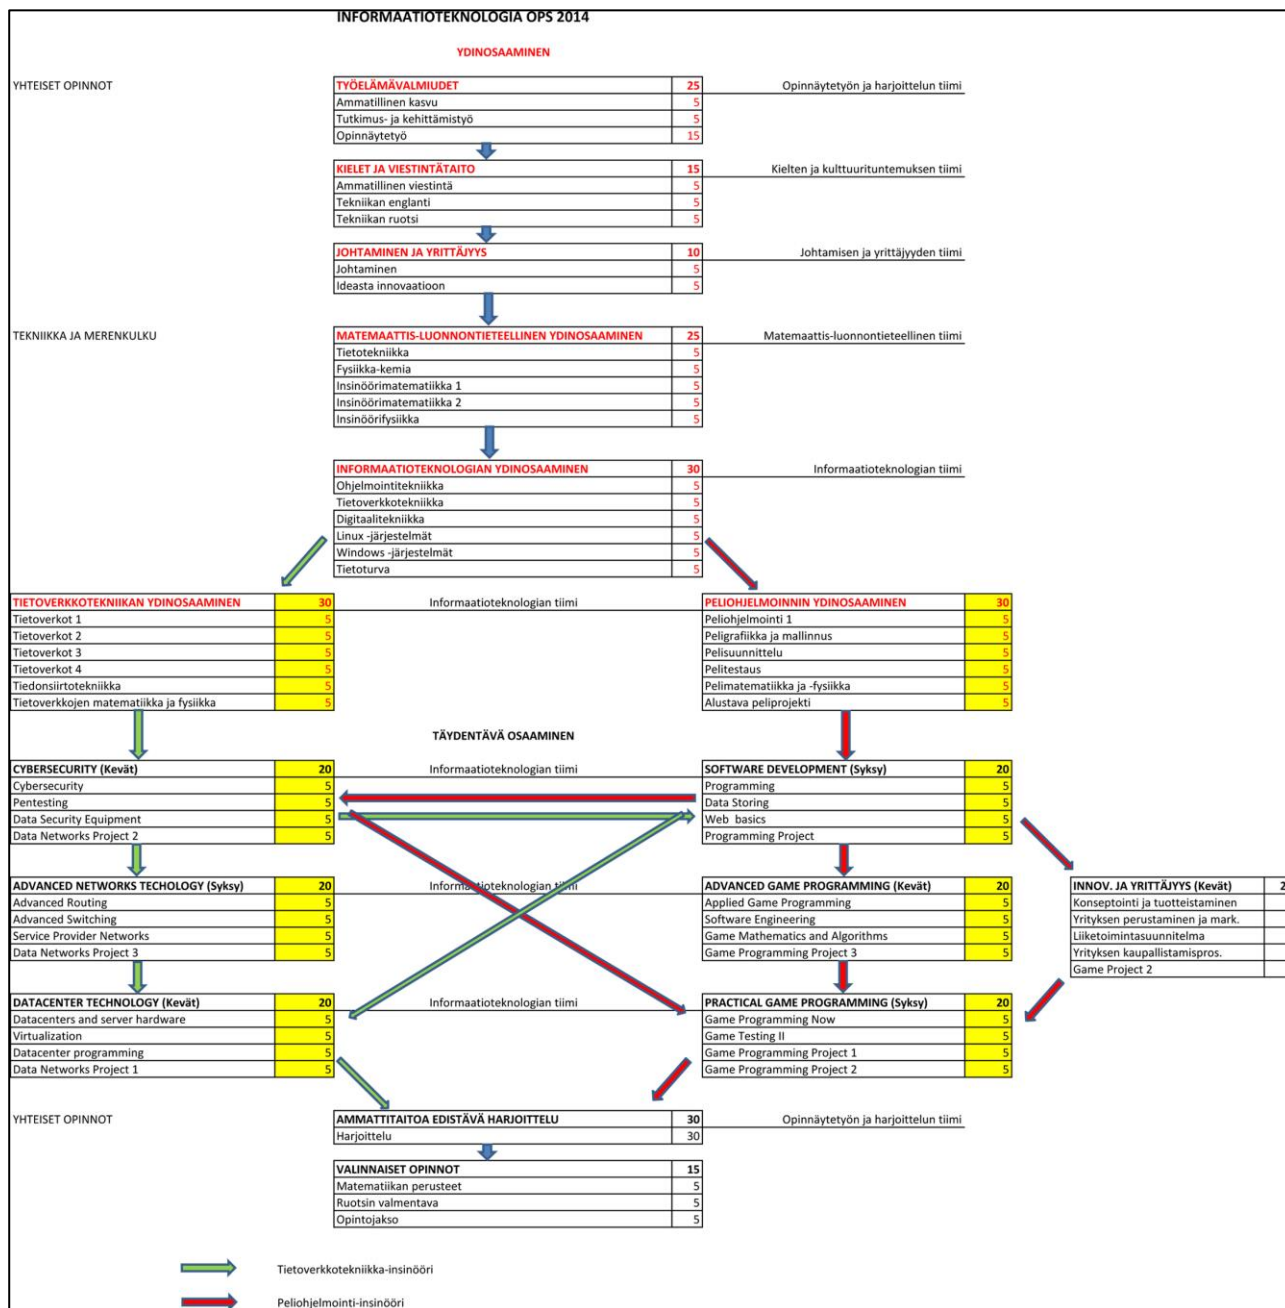 INFORMAATIOTEKNOLOGIA OPS 2014
YDINOSAAMINEN
YHTEISET OPINNOT TYÖELÄMÄVALMIUDET 25 Opinnäytetyön ja harjoittelun tiimi
Ammatillinen kasvu 5
Tutkimus- ja kehittämistyö 5
Opinnäytetyö 15
KIELET JA VIESTINTÄTAITO 15 Kielten ja kulttuurituntemuksen tiimi
Ammatillinen viestintä 5
Tekniikan englanti 5
Tekniikan ruotsi 5
JOHTAMINEN JA YRITTÄJYYS 10 Johtamisen ja yrittäjyyden tiimi
Johtaminen 5
Ideasta innovaatioon 5
TEKNIIKKA JA MERENKULKU MATEMAATTIS-LUONNONTIETEELLINEN YDINOSAAMINEN 25 Matemaattis-luonnontieteellinen tiimi
Tietotekniikka 5
Fysiikka-kemia 5
Insinöörimatematiikka 1 5
Insinöörimatematiikka 2 5
Insinöörifysiikka 5
INFORMAATIOTEKNOLOGIAN YDINOSAAMINEN 30 Informaatioteknologian tiimi
Ohjelmointitekniikka 5
Tietoverkkotekniikka 5
Digitaalitekniikka 5
Linux -järjestelmät 5
Windows -järjestelmät 5
Tietoturva 5
TIETOVERKKOTEKNIIKAN YDINOSAAMINEN 30 Informaatioteknologian tiimi PELIOHJELMOINNIN YDINOSAAMINEN 30
Tietoverkot 1 5 Peliohjelmointi 1 5
Tietoverkot 2 5 Peligrafiikka ja mallinnus 5
Tietoverkot 3 5 Pelisuunnittelu 5
Tietoverkot 4 5 Pelitestaus 5
Tiedonsiirtotekniikka 5 Pelimatematiikka ja -fysiikka 5
Tietoverkkojen matematiikka ja fysiikka 5 Alustava peliprojekti 5
TÄYDENTÄVÄ OSAAMINEN
CYBERSECURITY (Kevät) 20 Informaatioteknologian tiimi SOFTWARE DEVELOPMENT (Syksy) 20
Cybersecurity 5 Programming 5
Pentesting 5 Data Storing 5
Data Security Equipment 5 Web basics 5
Data Networks Project 2 5 Programming Project 5
ADVANCED NETWORKS TECHOLOGY (Syksy) 20 Informaatioteknologian tiimi ADVANCED GAME PROGRAMMING (Kevät) 20 INNOV. JA YRITTÄJYYS (Kevät) 2
Advanced Routing 5 Applied Game Programming 5 Konseptointi ja tuotteistaminen
Advanced Switching 5 Software Engineering 5 Yrityksen perustaminen ja mark.
Service Provider Networks 5 Game Mathematics and Algorithms 5 Liiketoimintasuunnitelma
Data Networks Project 3 5 Game Programming Project 3 5 Yrityksen kaupallistamispros.
Game Project 2
DATACENTER TECHNOLOGY (Kevät) 20 Informaatioteknologian tiimi PRACTICAL GAME PROGRAMMING (Syksy) 20
Datacenters and server hardware 5 Game Programming Now 5
Virtualization 5 Game Testing II 5
Datacenter programming 5 Game Programming Project 1 5
Data Networks Project 1 5 Game Programming Project 2 5
YHTEISET OPINNOT AMMATTITAITOA EDISTÄVÄ HARJOITTELU 30 Opinnäytetyön ja harjoittelun tiimi
Harjoittelu 30
VALINNAISET OPINNOT 15
Matematiikan perusteet 5
Ruotsin valmentava 5
Opintojakso 5
Tietoverkkotekniikka-insinööri
Peliohjelmointi-insinööri